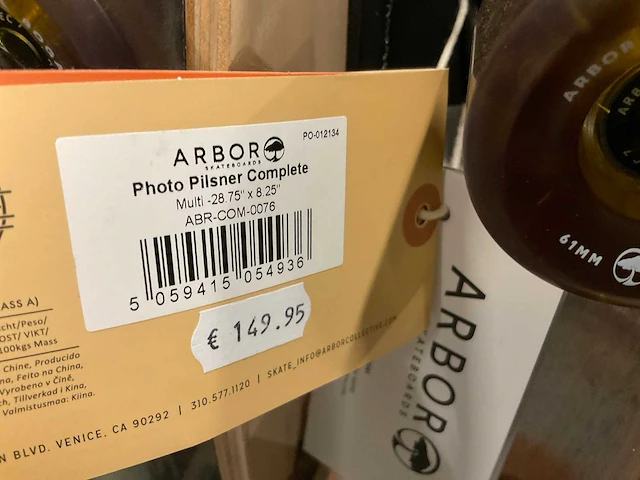 PO-012134
ARBOR
SKATEBOARDS
Photo Pilsner Complete
Multi -28.75" x 8.25"
ABR-COM-0076
5 059415 054936
€ 149.95
ASS A)
cht/Peso/
OST/ VIKT/
100kgs Mass
Chine, Producido
na, Feito na China,
Vyrobeno v Číně,
ch, Tillverkad i Kina,
Valmistusmaa: Kiina.
N BLVD. VENICE, CA 90292 | 310.577.1120 | SKATE_INFO@ARBORCOLLECTIVE.COM
ARBOR
SKATEBOARDS
ARBOR
61MM